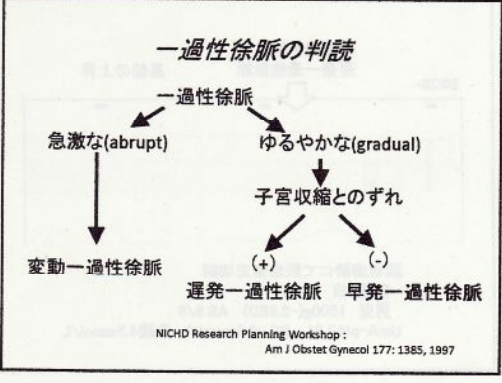 一過性徐脈の判読
一過性徐脈
急激な(abrupt)
ゆるやかな(gradual)
子宮収縮とのずれ
(+)
(-)
変動一過性徐脈
遅発一過性徐脈
早発一過性徐脈
NICHD Research Planning Workshop :
Am J Obstet Gynecol 177: 1385, 1997